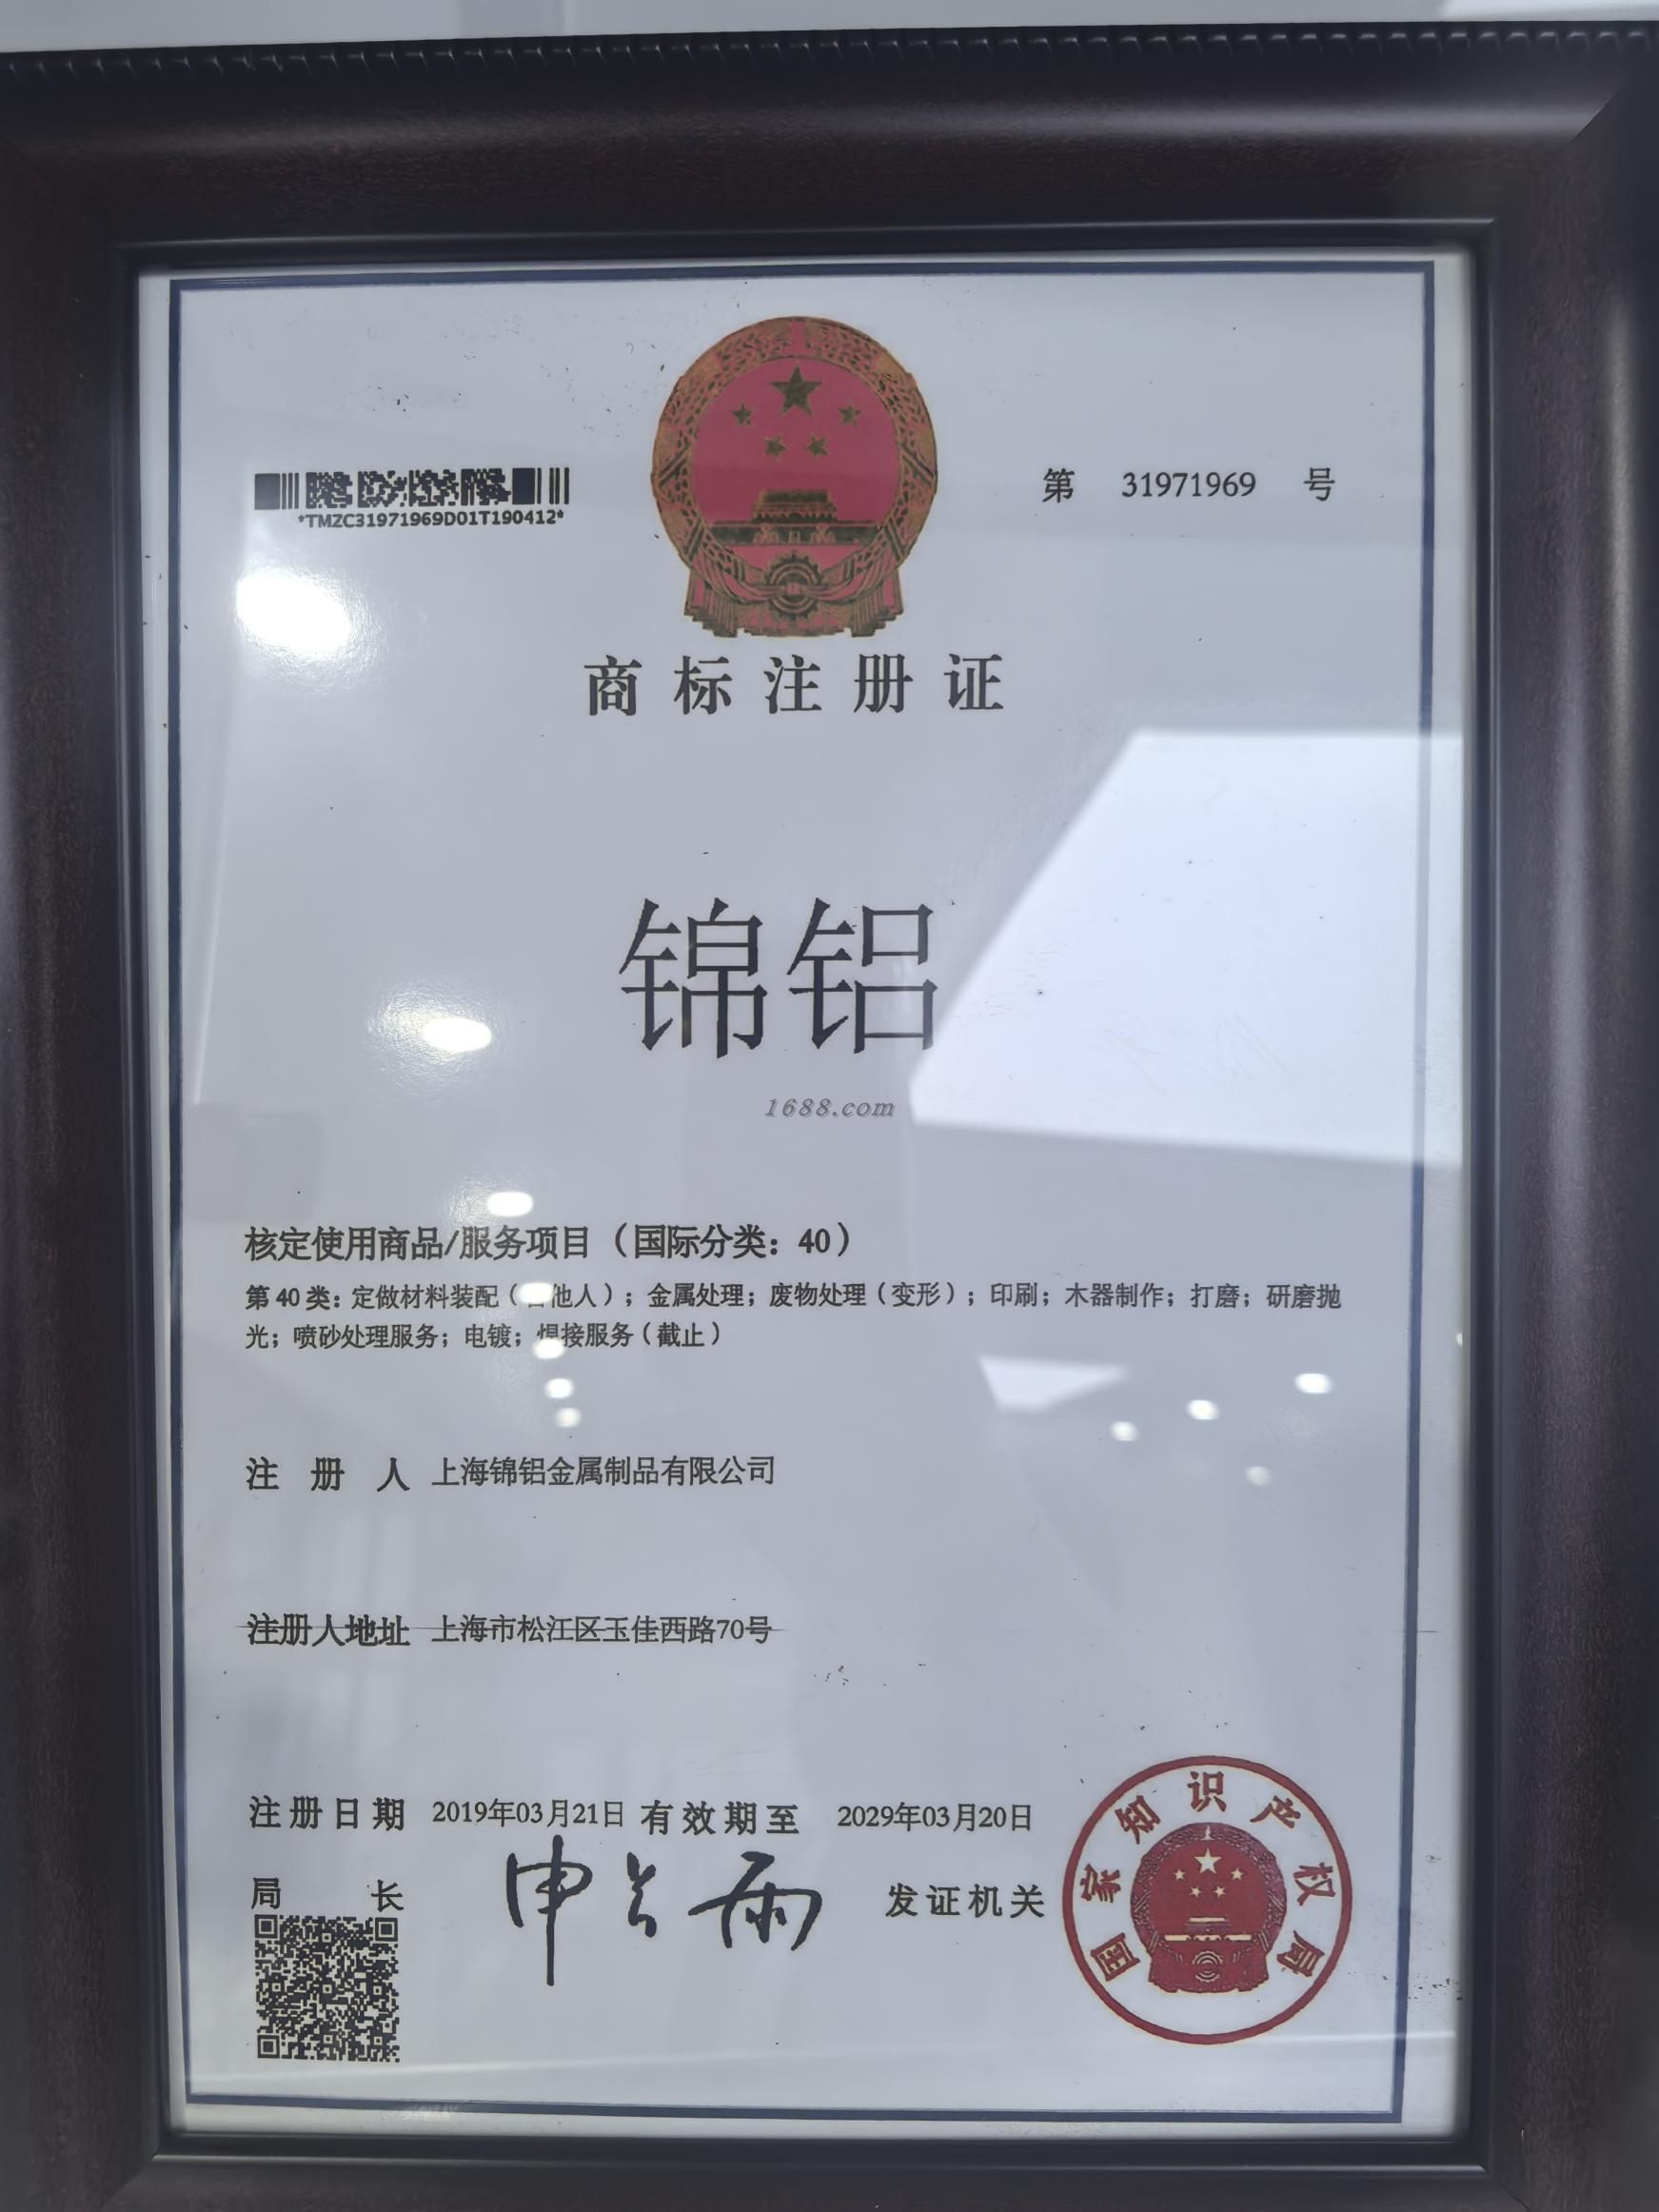 第 31971969 号
*TMZC31971969D01T190412*
商标注册证
锦铝
1688.com
核定使用商品/服务项目（国际分类：40）
第40类：定做材料装配（他人）；金属处理；废物处理（变形）；印刷；木器制作；打磨；研磨抛
光；喷砂处理服务；电镀；焊接服务（截止）
注册人 上海锦铝金属制品有限公司
注册人地址 上海市松江区玉佳西路70号
注册日期 2019年03月21日 有效期至 2029年03月20日
局长 申长雨 发证机关
国家知识产权局